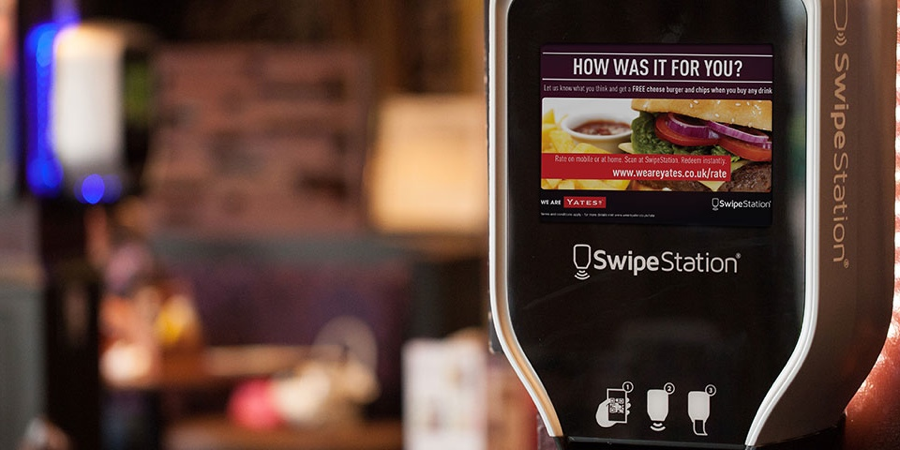 HOW WAS IT FOR YOU?
Let us know what you think and get a FREE cheese burger and chips when you buy any drink
Rate on mobile or at home. Scan at SwipeStation. Redeem instantly.
www.weareyates.co.uk/rate
WE ARE YATES'S
SwipeStation®
SwipeStation®
1 2 3
SwipeStation®